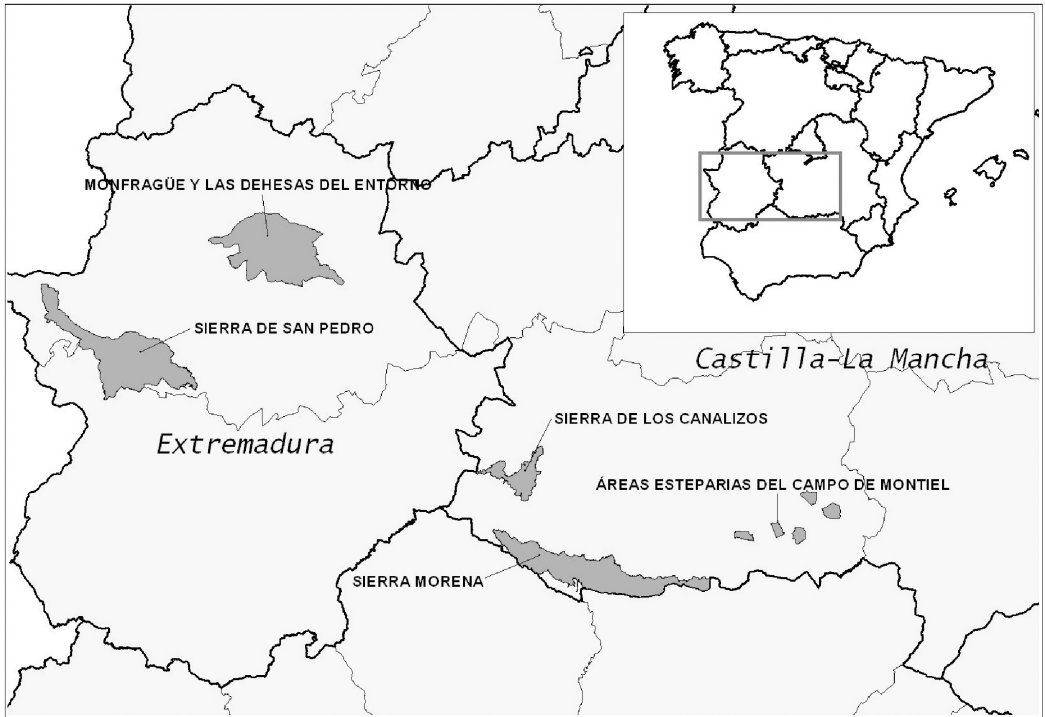 MONFRAGÜE Y LAS DEHESAS DEL ENTORNO
SIERRA DE SAN PEDRO
Castilla-La Mancha
SIERRA DE LOS CANALIZOS
Extremadura
ÁREAS ESTEPARIAS DEL CAMPO DE MONTIEL
SIERRA MORENA